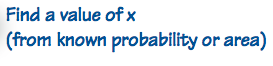 Find a value of x
(from known probability or area)